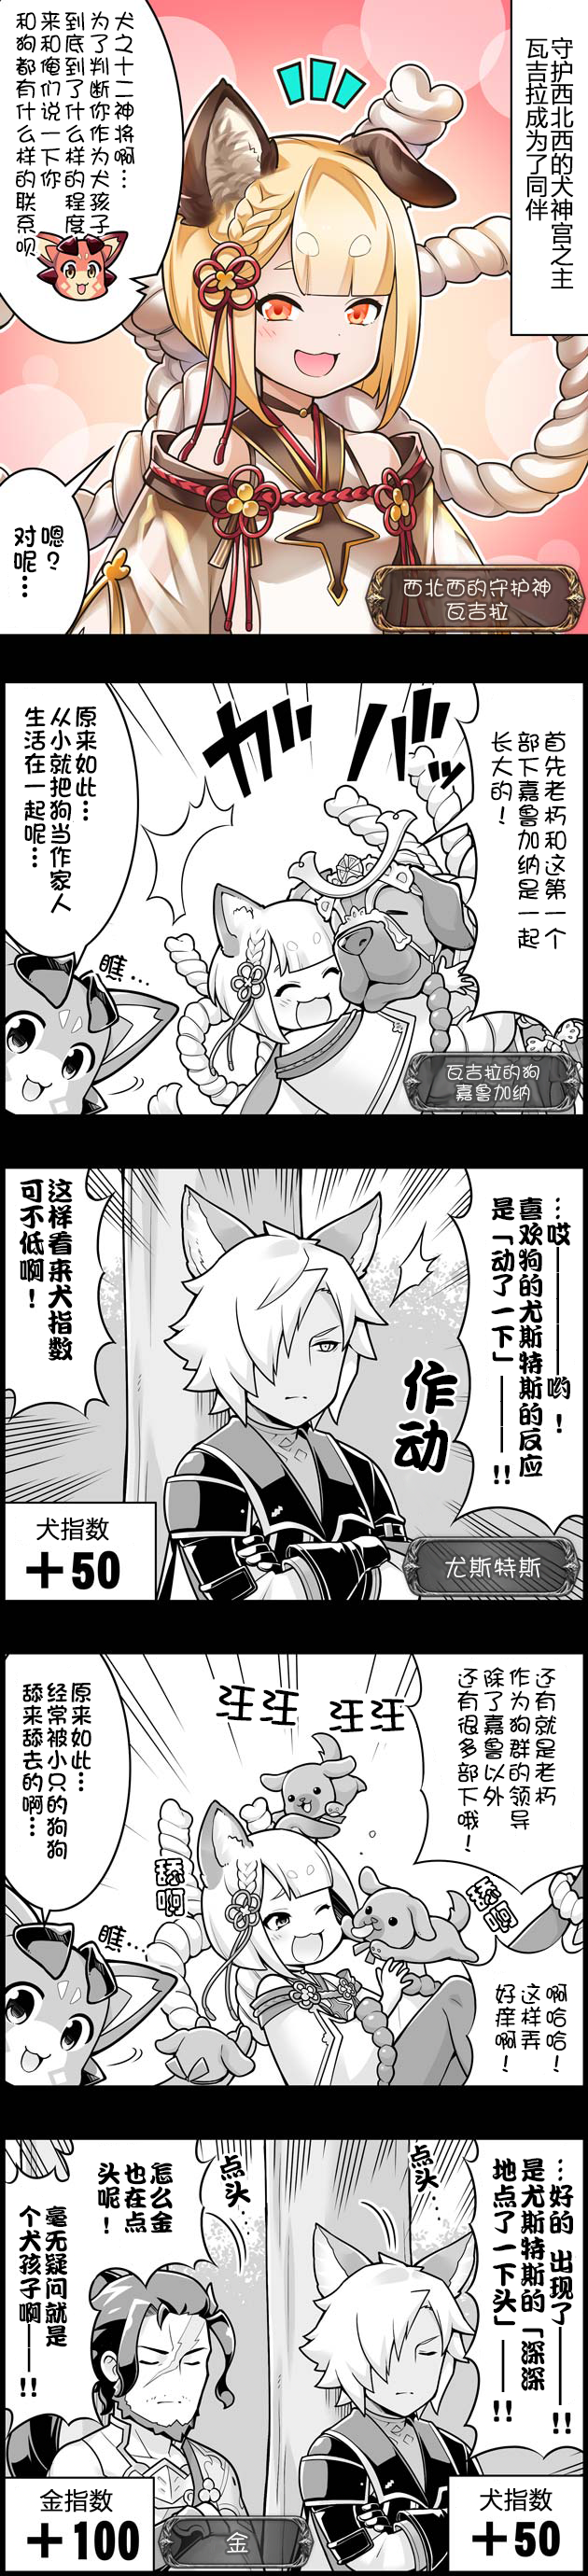 守护西北西的犬神宫之主
瓦吉拉成为了同伴
犬之十二神将啊…
为了判断你作为犬孩子
到底到了什么样的程度
来和俺们说一下你
和狗都有什么样的联系呗
嗯?
对呢…
西北西的守护神
瓦吉拉
首先老朽和这第一个
部下嘉鲁加纳是一起
长大的!
ガバッ
原来如此…
从小就把狗当作家人
生活在一起呢…
瞧…
瓦吉拉的狗
嘉鲁加纳
…哎————哟!
喜欢狗的尤斯特斯的反应
是「动了一下」——!!
作动
这样看来犬指数
可不低啊!
犬指数
+50
尤斯特斯
还有就是老朽
作为狗群的领导
除了嘉鲁以外
还有很多部下哦!
汪汪
汪汪
原来如此…
经常被小只的狗狗
舔来舔去的啊…
舔啊
舔啊
瞧…
啊哈哈!
这样弄
好痒啊!
…好的 出现了——!!
是尤斯特斯的「深深
地点了一下头」——!!
点头…
点头…
怎么金
也在点
头呢!
毫无疑问就是
个犬孩子啊——!!
金指数
+100
金
犬指数
+50